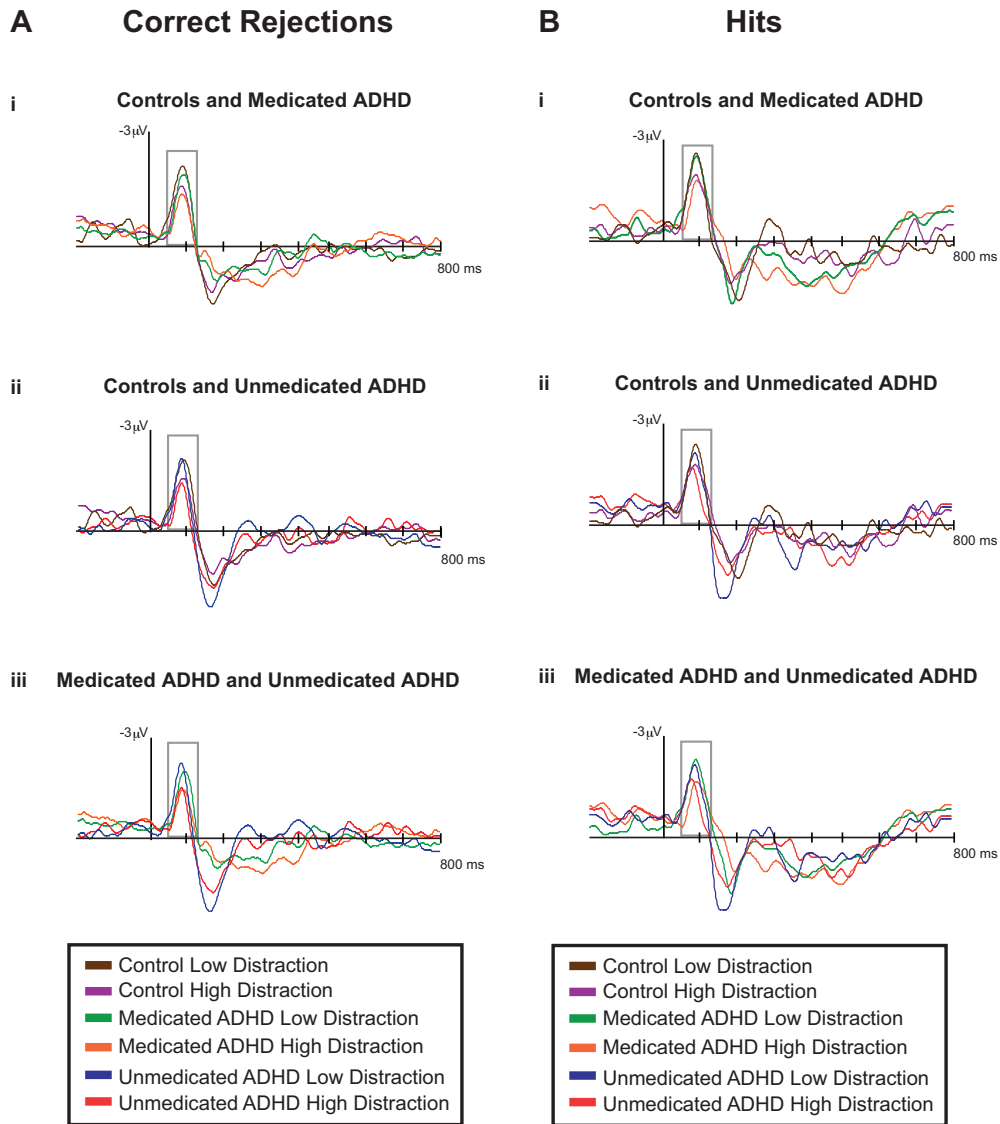 A Correct Rejections
i Controls and Medicated ADHD
-3μV
800 ms
ii Controls and Unmedicated ADHD
-3μV
800 ms
iii Medicated ADHD and Unmedicated ADHD
-3μV
800 ms
Control Low Distraction
Control High Distraction
Medicated ADHD Low Distraction
Medicated ADHD High Distraction
Unmedicated ADHD Low Distraction
Unmedicated ADHD High Distraction
B Hits
i Controls and Medicated ADHD
-3μV
800 ms
ii Controls and Unmedicated ADHD
-3μV
800 ms
iii Medicated ADHD and Unmedicated ADHD
-3μV
800 ms
Control Low Distraction
Control High Distraction
Medicated ADHD Low Distraction
Medicated ADHD High Distraction
Unmedicated ADHD Low Distraction
Unmedicated ADHD High Distraction